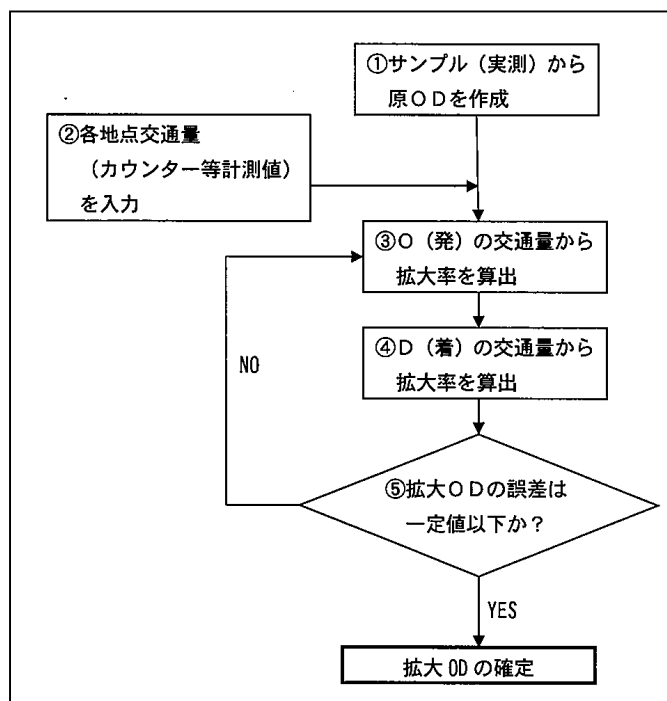 ①サンプル（実測）から
原ＯＤを作成
②各地点交通量
（カウンター等計測値）
を入力
③Ｏ（発）の交通量から
拡大率を算出
④Ｄ（着）の交通量から
拡大率を算出
NO
⑤拡大ＯＤの誤差は
一定値以下か？
YES
拡大 OD の確定